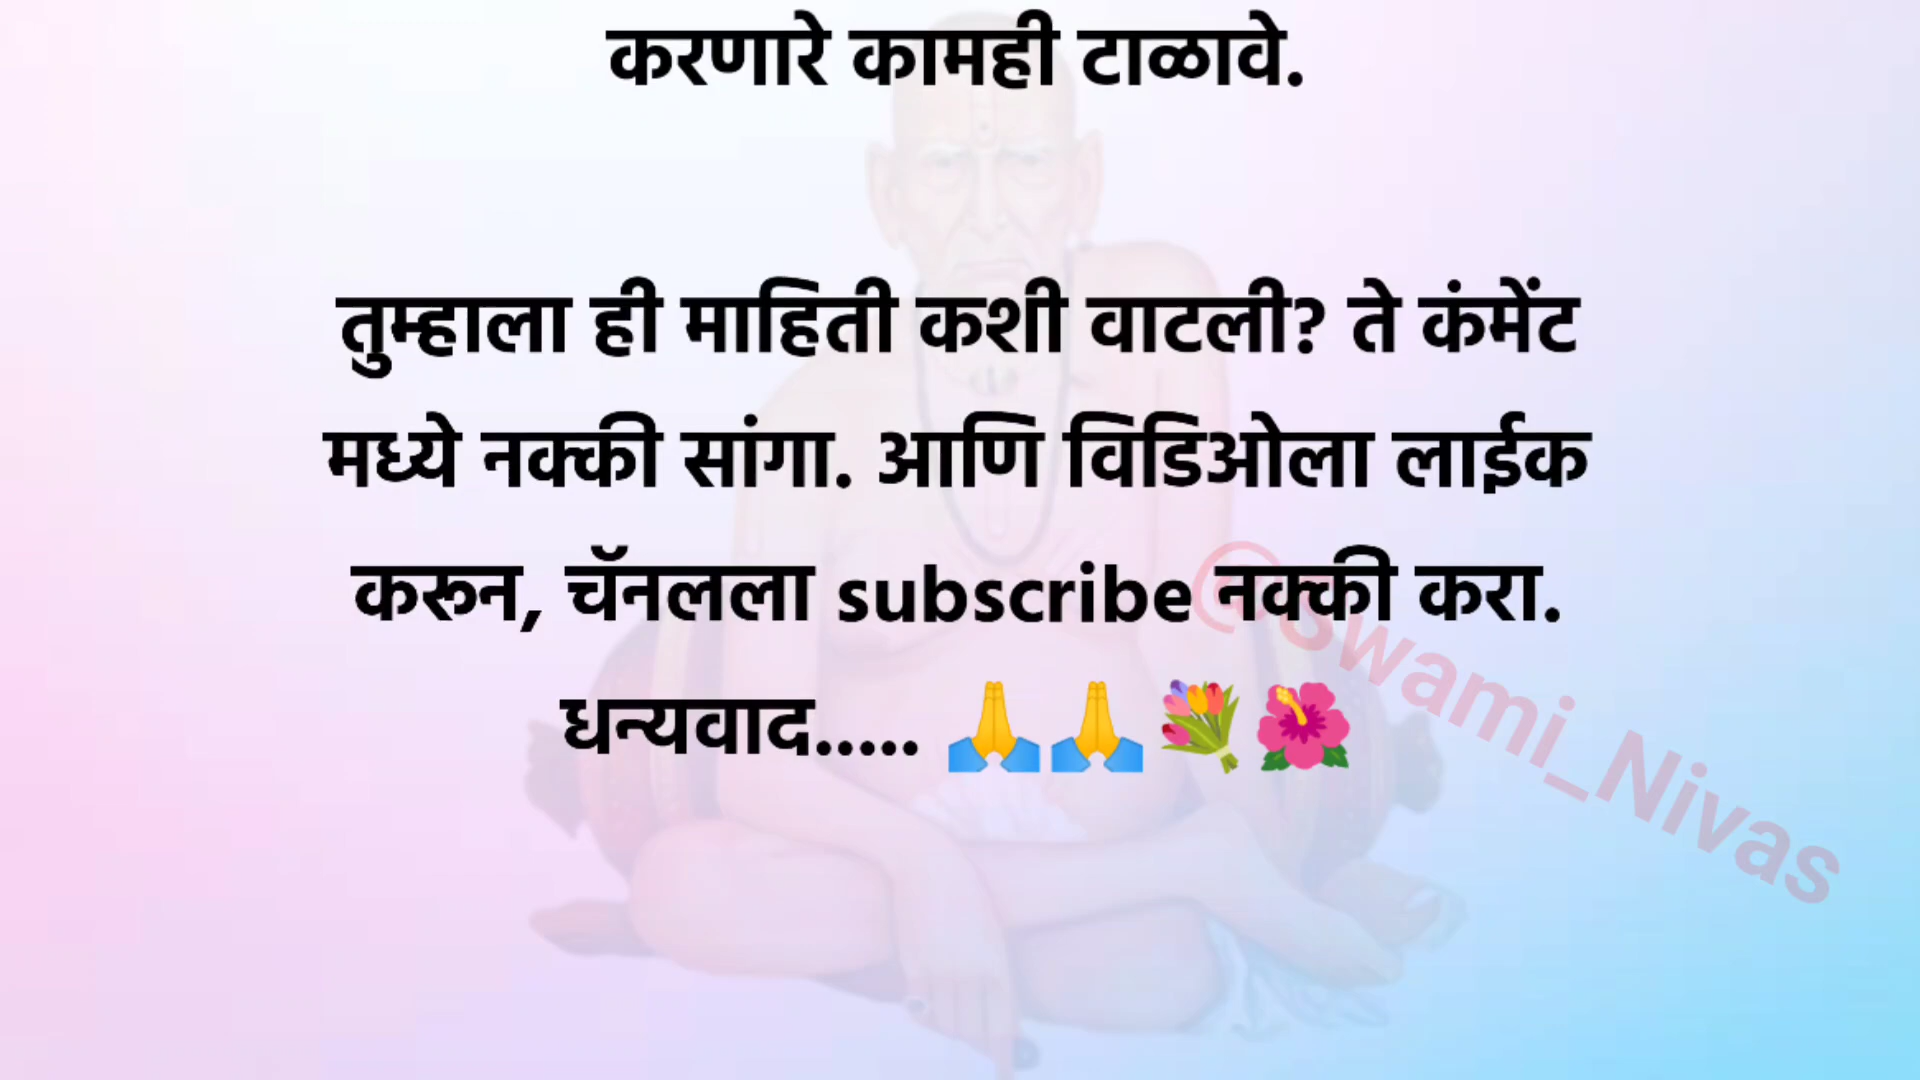 करणारे कामही टाळावे.
तुम्हाला ही माहिती कशी वाटली? ते कंमेंट
मध्ये नक्की सांगा. आणि विडिओला लाईक
करून, चॅनलला subscribe नक्की करा.
धन्यवाद..... 🙏🙏💐🌺
@Swami_Nivas